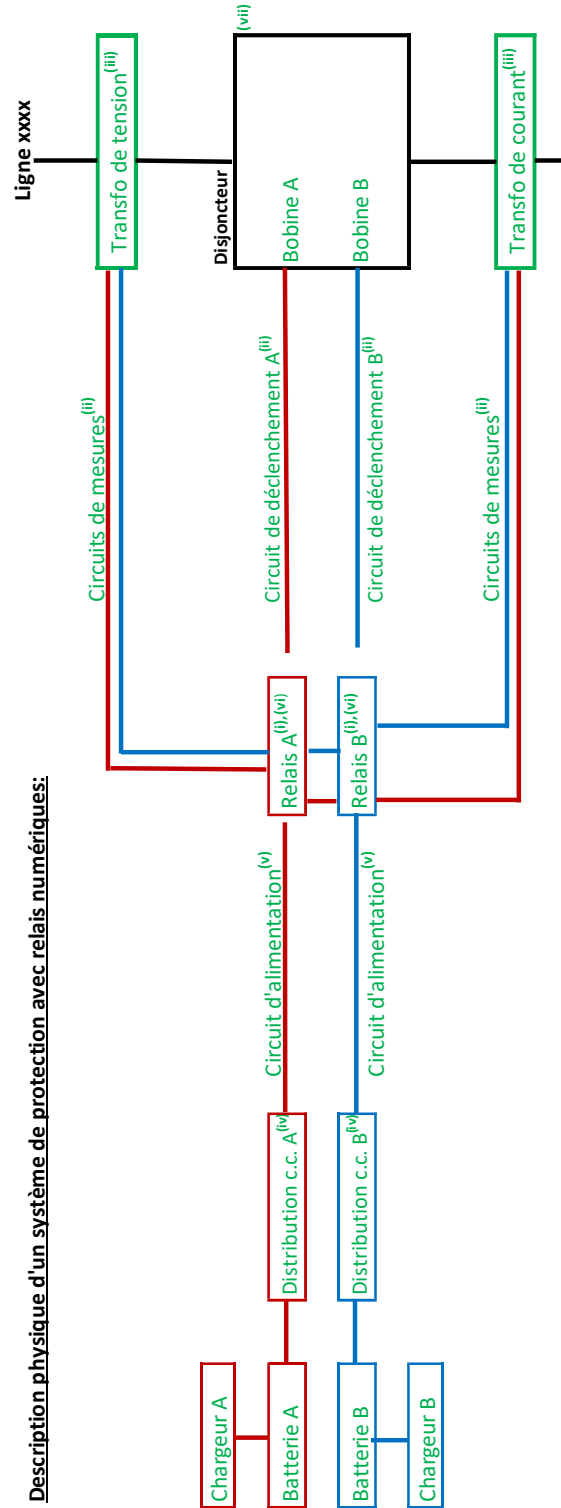 Description physique d'un système de protection avec relais numériques:
Ligne xxxx
Transfo de tension(iii)
Circuits de mesures(ii)
(vii)
Disjoncteur
Chargeur A
Batterie A
Distribution c.c. A(iv)
Circuit d'alimentation(v)
Relais A(i),(vi)
Circuit de déclenchement A(ii)
Bobine A
Batterie B
Distribution c.c. B(iv)
Circuit d'alimentation(v)
Relais B(i),(vi)
Circuit de déclenchement B(ii)
Bobine B
Chargeur B
Circuits de mesures(ii)
Transfo de courant(iii)